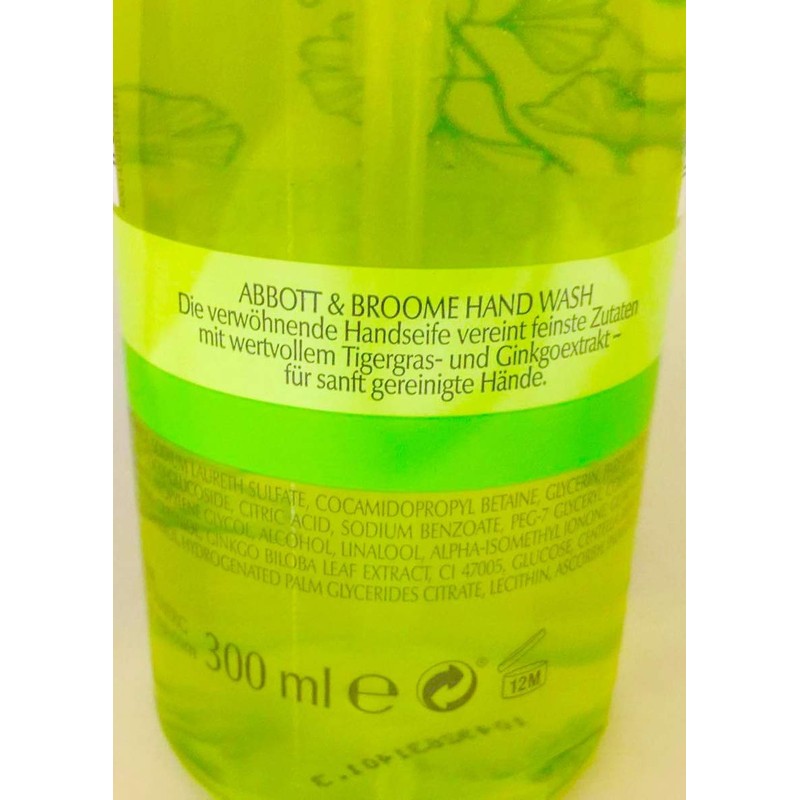 ABBOTT & BROOME HAND WASH
Die verwöhnende Handseife vereint feinste Zutaten
mit wertvollem Tigergras- und Ginkgoextrakt –
für sanft gereinigte Hände.
LAURETH SULFATE, COCAMIDOPROPYL BETAINE, GLYCERIN,
GLUCOSIDE, CITRIC ACID, SODIUM BENZOATE, PEG-7 GLYCERYL
GLYCOL, ALCOHOL, LINALOOL, ALPHA-ISOMETHYL IONONE,
GINKGO BILOBA LEAF EXTRACT, CI 47005, GLUCOSE,
HYDROGENATED PALM GLYCERIDES CITRATE, LECITHIN,
300 ml e
12M